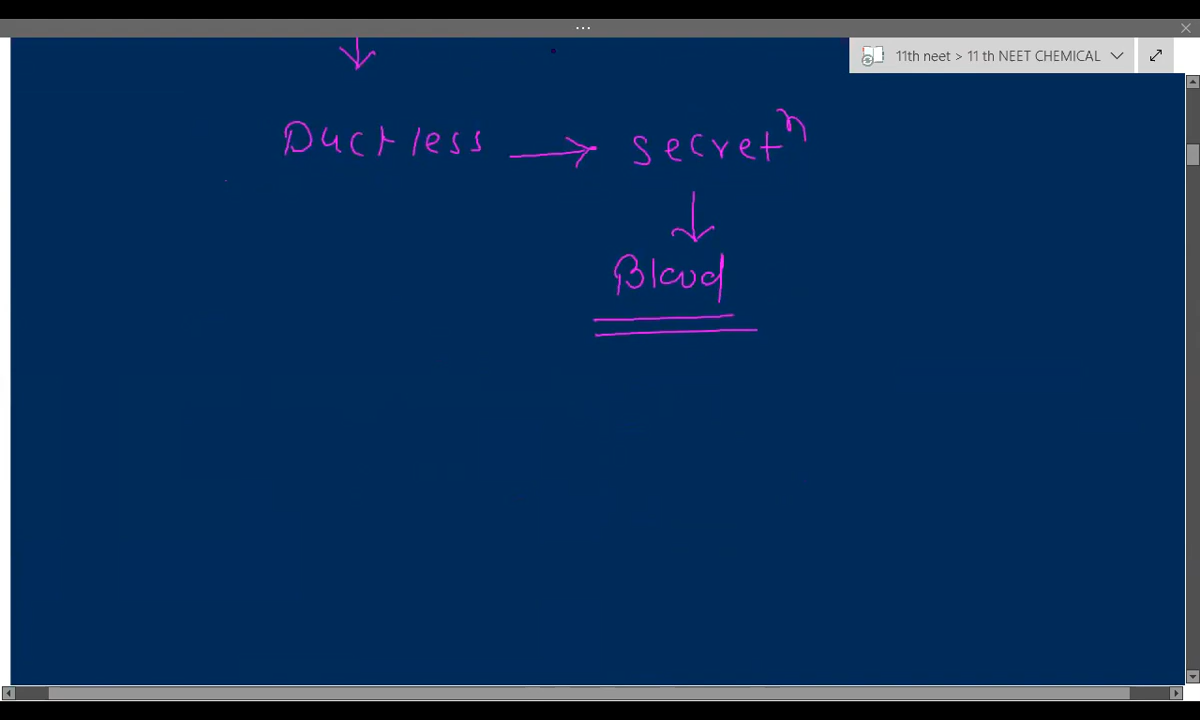 11th neet > 11 th NEET CHEMICAL
Ductless → secretⁿ
↓
Blood